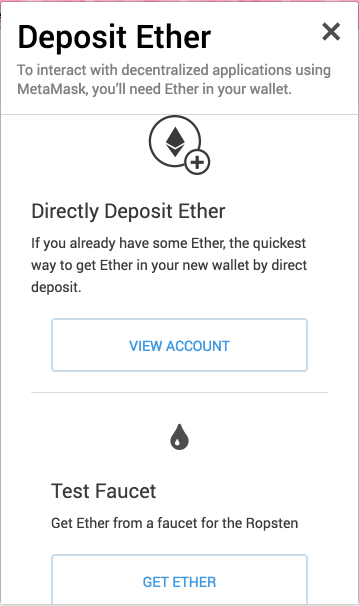 Deposit Ether
To interact with decentralized applications using
MetaMask, you'll need Ether in your wallet.
Directly Deposit Ether
If you already have some Ether, the quickest
way to get Ether in your new wallet by direct
deposit.
VIEW ACCOUNT
Test Faucet
Get Ether from a faucet for the Ropsten
GET ETHER